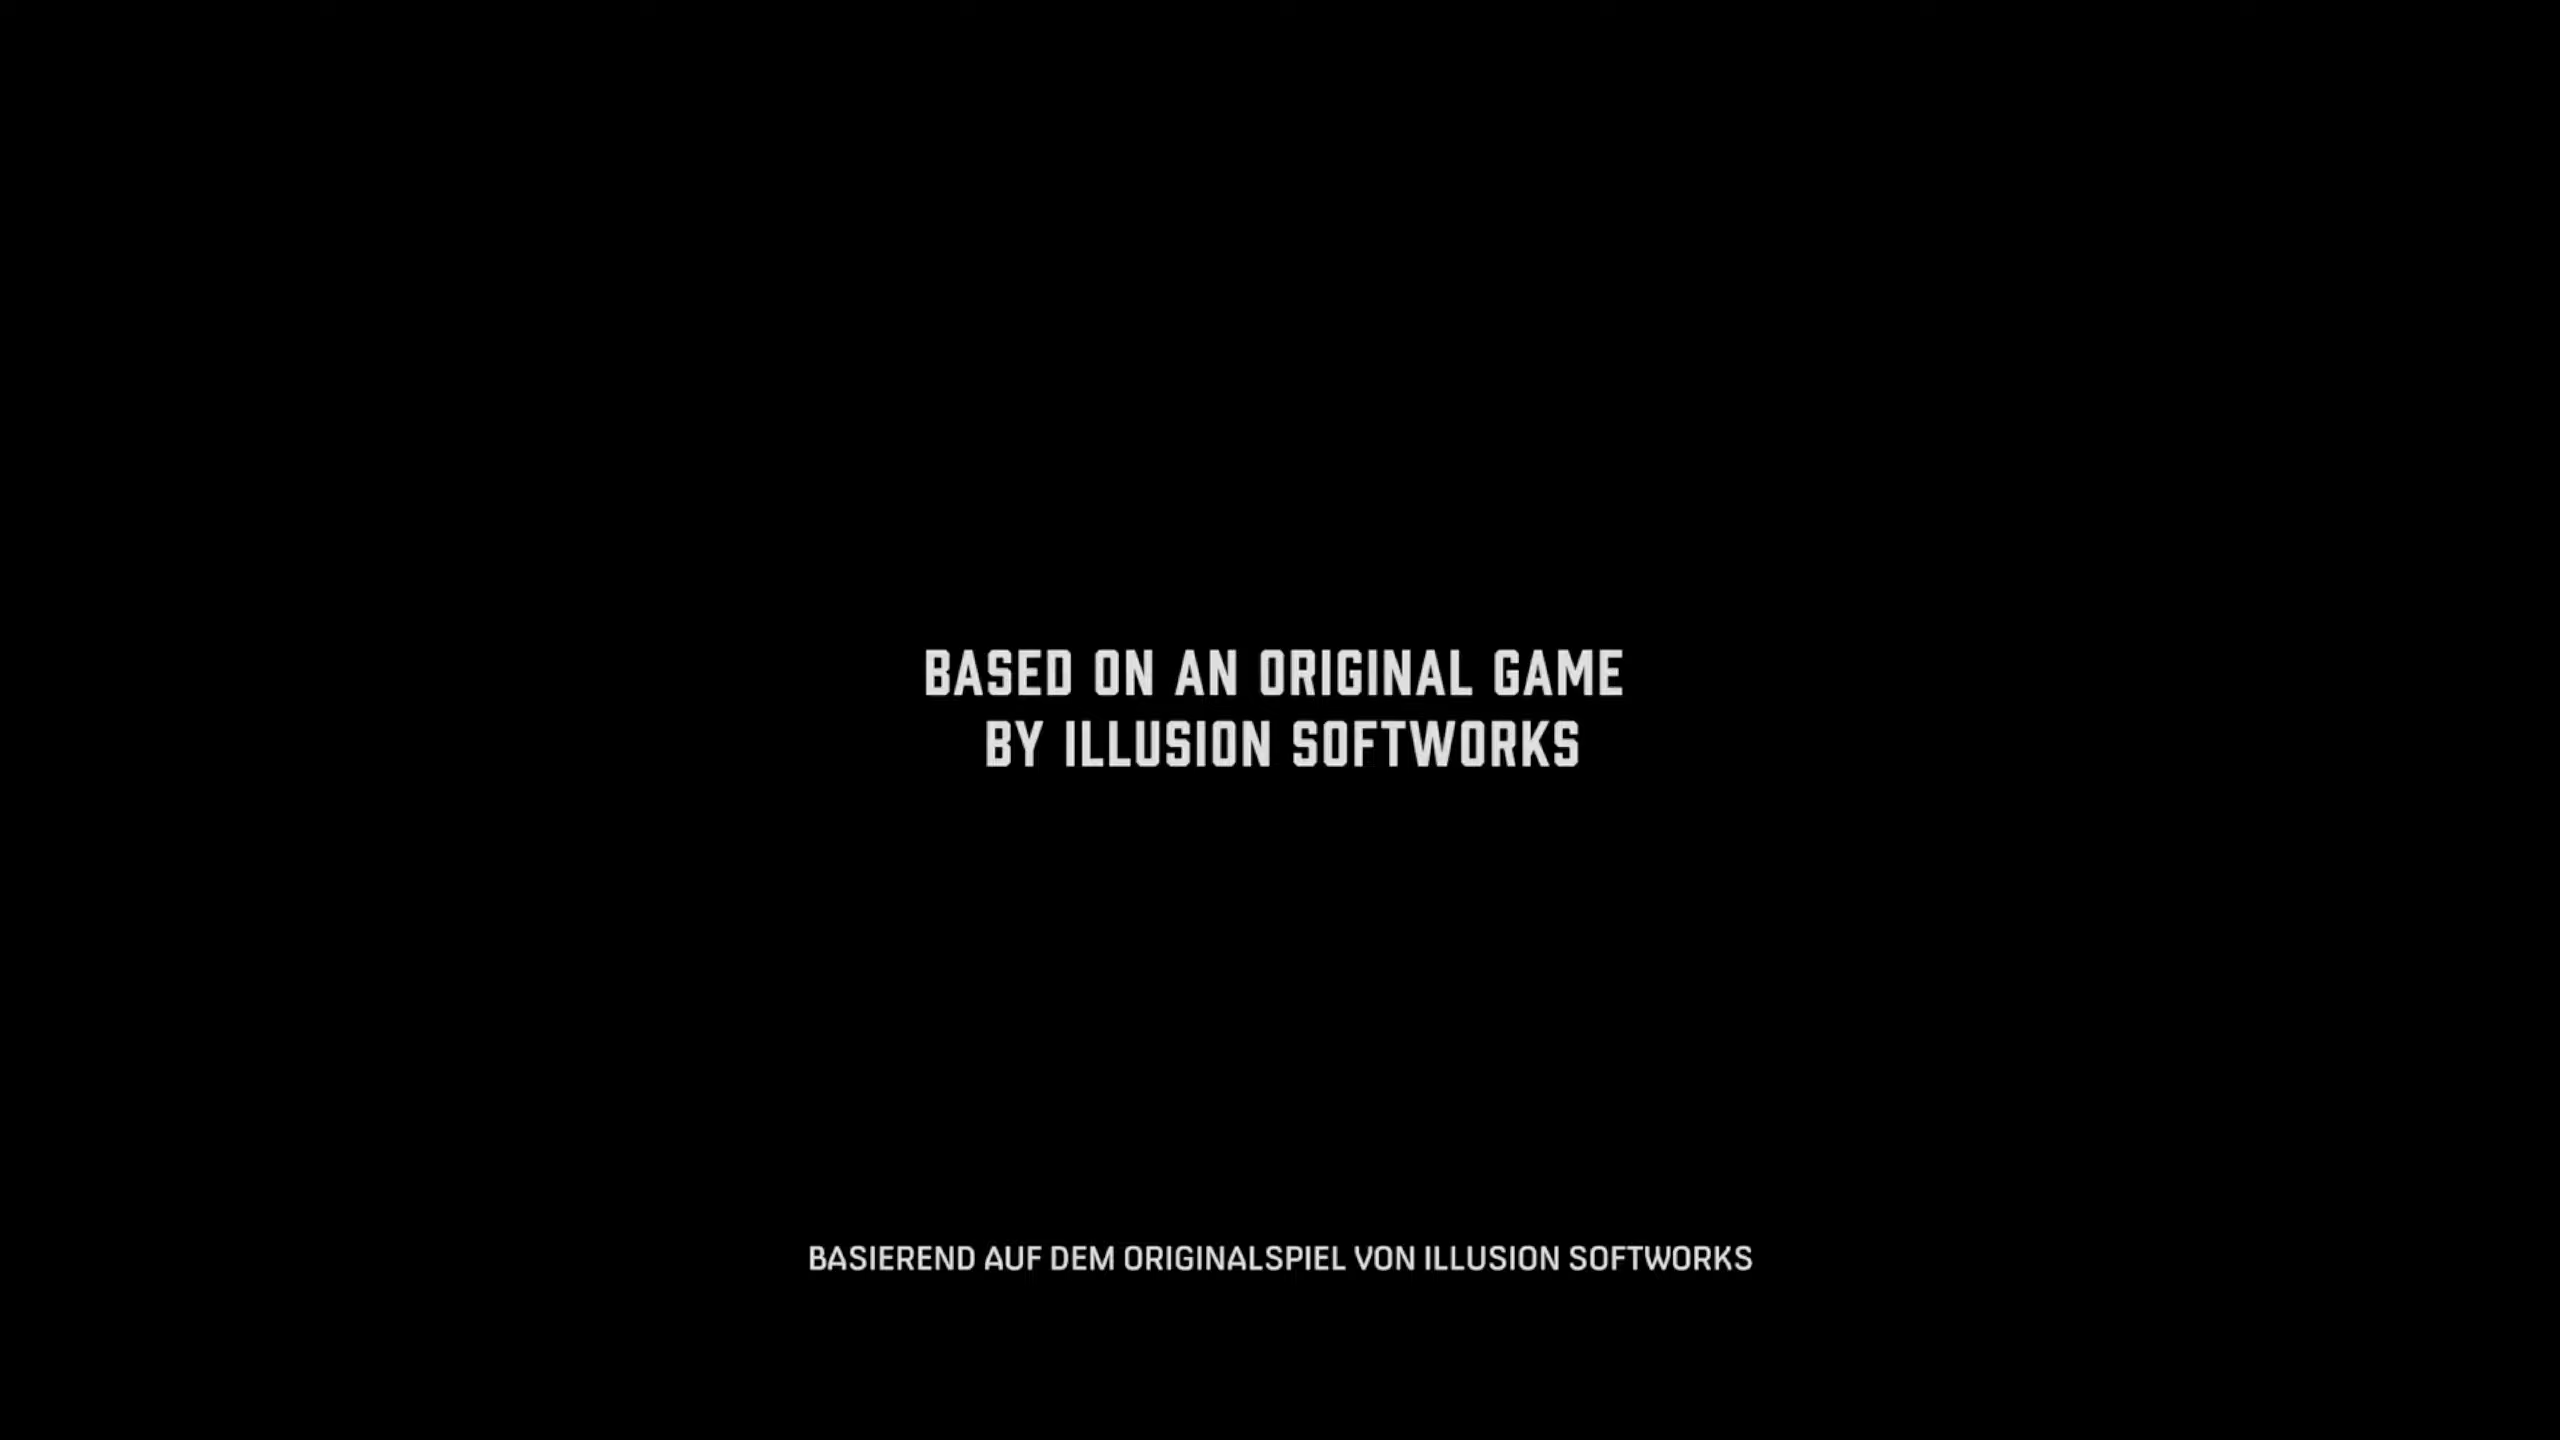 BASED ON AN ORIGINAL GAME
BY ILLUSION SOFTWORKS
BASIEREND AUF DEM ORIGINALSPIEL VON ILLUSION SOFTWORKS